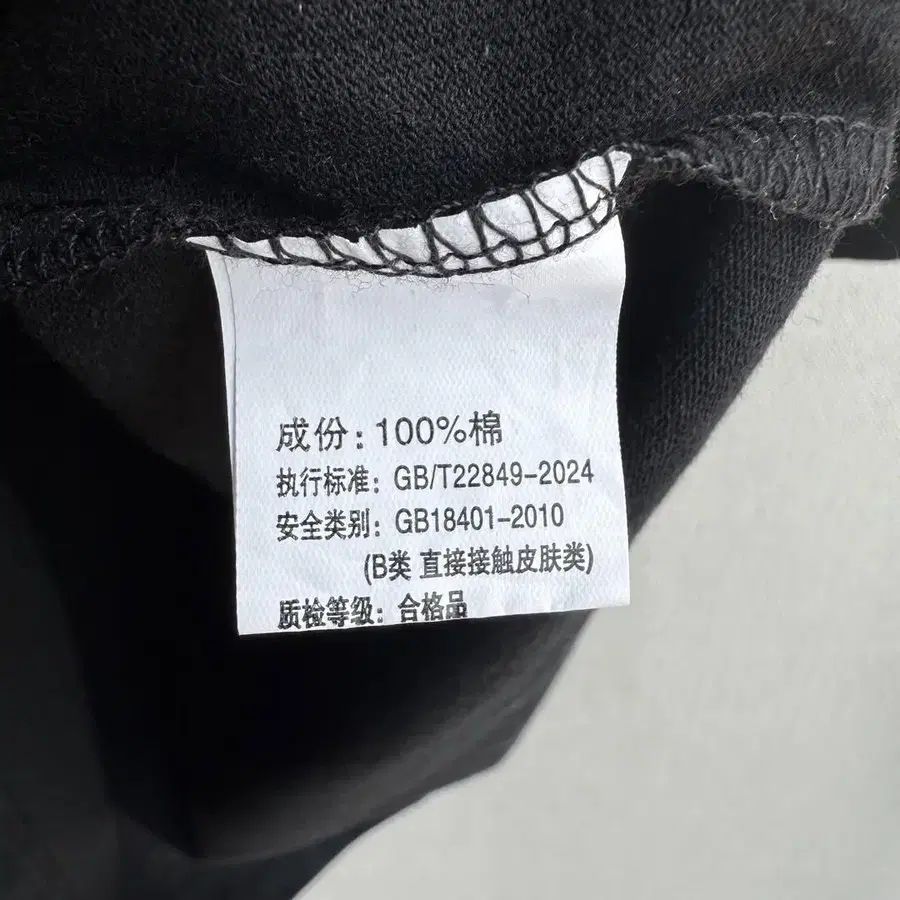 成份：100%棉
执行标准：GB/T22849-2024
安全类别：GB18401-2010
(B类 直接接触皮肤类)
质检等级：合格品